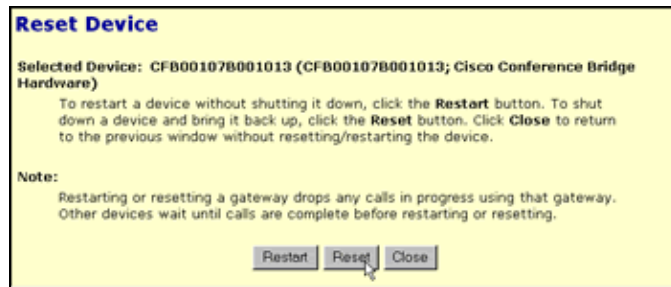 Reset Device
Selected Device: CFB00107B001013 (CFB00107B001013; Cisco Conference Bridge
Hardware)
To restart a device without shutting it down, click the Restart button. To shut
down a device and bring it back up, click the Reset button. Click Close to return
to the previous window without resetting/restarting the device.
Note:
Restarting or resetting a gateway drops any calls in progress using that gateway.
Other devices wait until calls are complete before restarting or resetting.
Restart Reset Close